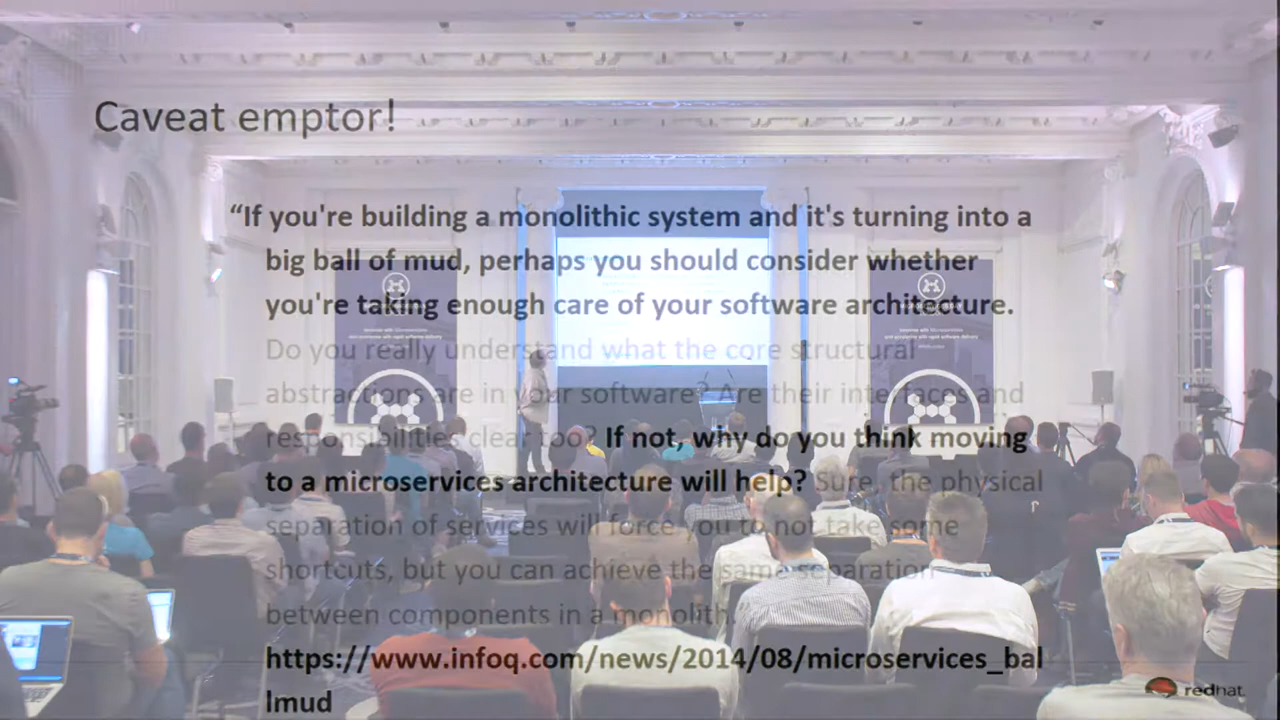 Caveat emptor!
“If you're building a monolithic system and it's turning into a
big ball of mud, perhaps you should consider whether
you're taking enough care of your software architecture.
Do you really understand what the core structural
abstractions are in your software? Are their interfaces and
responsibilities clear too? If not, why do you think moving
to a microservices architecture will help? Sure, the physical
separation of services will force you to not take some
shortcuts, but you can achieve the same separation
between components in a monolith.
https://www.infoq.com/news/2014/08/microservices_bal
lmud
redhat.